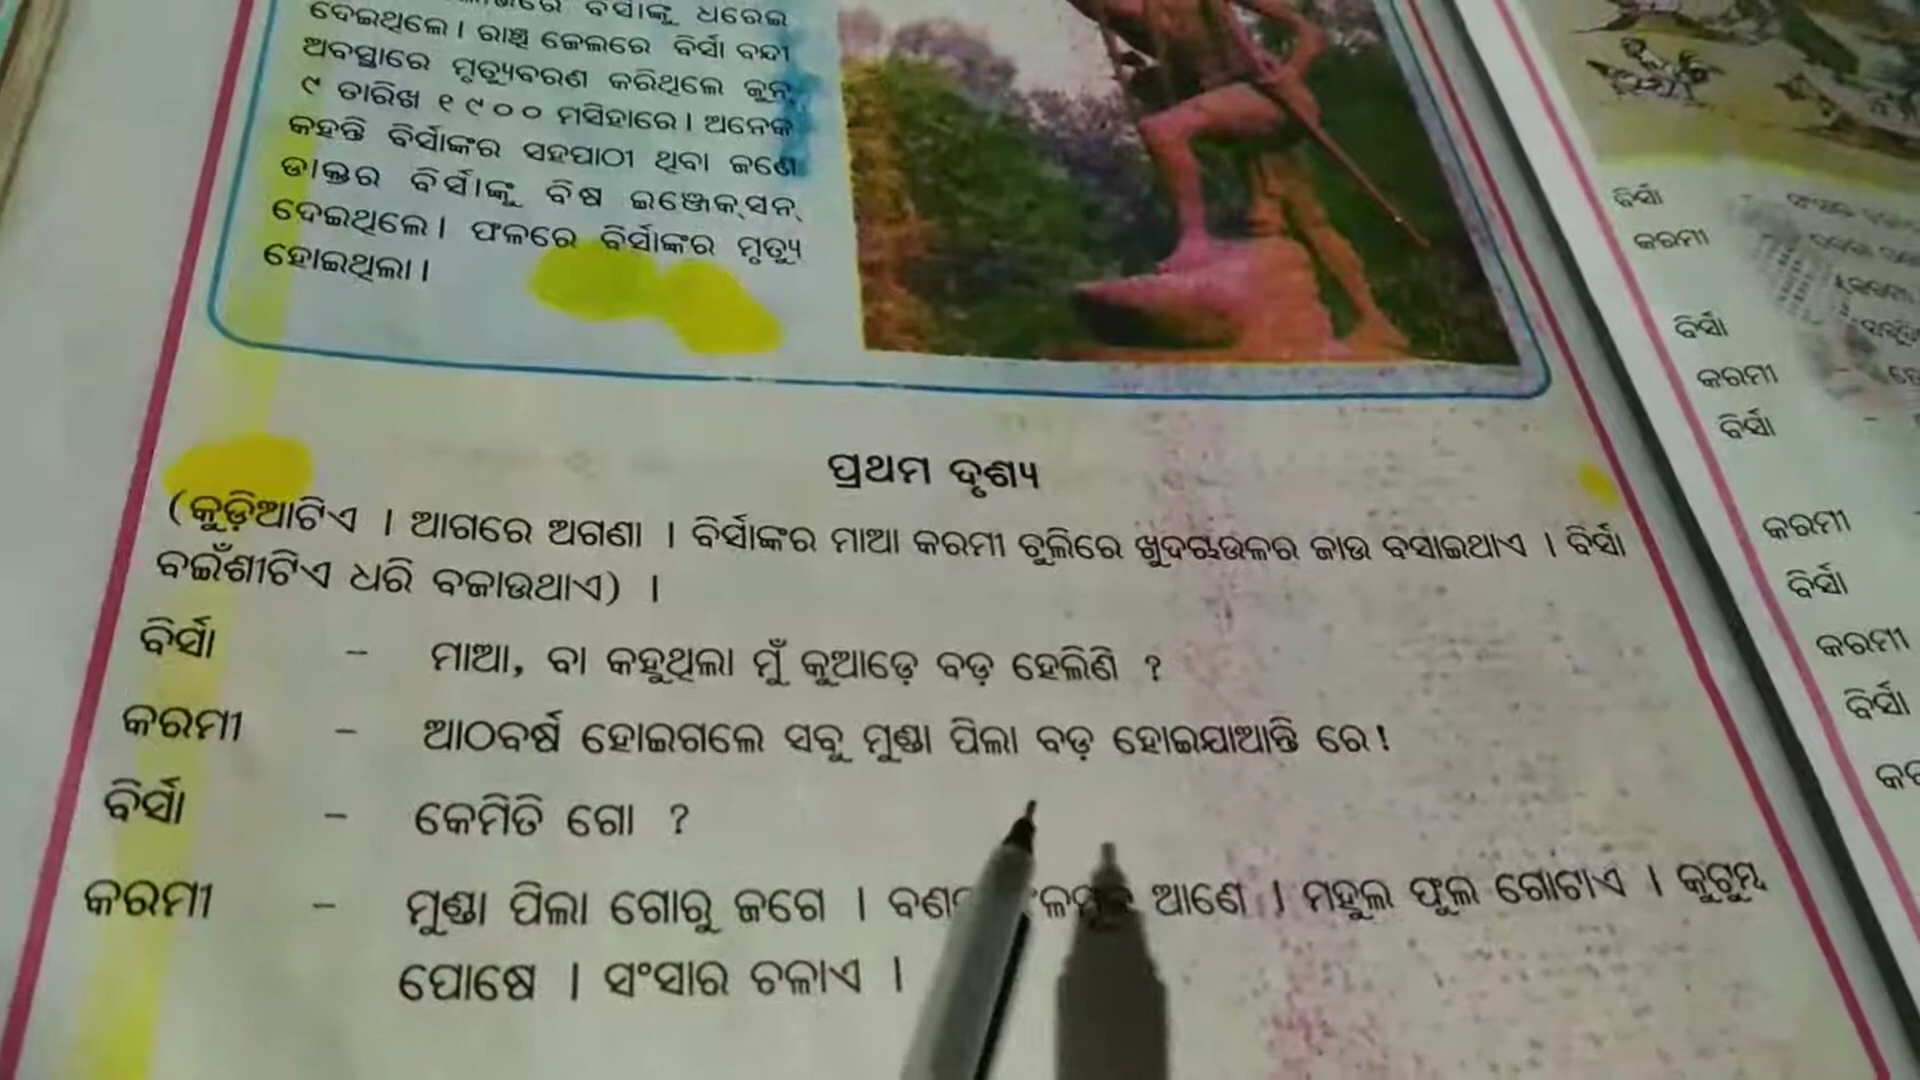 ବିର୍ସାଙ୍କୁ ଧରେଇ
ଦେଇଥିଲେ । ରାଞ୍ଚି ଜେଲରେ ବିର୍ସା ବନ୍ଦୀ
ଅବସ୍ଥାରେ ମୃତ୍ୟୁବରଣ କରିଥିଲେ ଜୁନ୍
୯ ତାରିଖ ୧୯୦୦ ମସିହାରେ । ଅନେକ
କହନ୍ତି ବିର୍ସାଙ୍କର ସହପାଠୀ ଥିବା ଜଣେ
ଡାକ୍ତର ବିର୍ସାଙ୍କୁ ବିଷ ଇଞ୍ଜେକ୍ସନ୍
ଦେଇଥିଲେ । ଫଳରେ ବିର୍ସାଙ୍କର ମୃତ୍ୟୁ
ହୋଇଥିଲା ।
ପ୍ରଥମ ଦୃଶ୍ୟ
(କୁଡ଼ିଆଟିଏ । ଆଗରେ ଅଗଣା । ବିର୍ସାଙ୍କର ମାଆ କରମୀ ଚୁଲିରେ ଖୁଦଚାଉଳର ଜାଉ ବସାଇଥାଏ । ବିର୍ସା
ବଇଁଶୀଟିଏ ଧରି ବଜାଉଥାଏ) ।
ବିର୍ସା – ମାଆ, ବା କହୁଥିଲା ମୁଁ କୁଆଡ଼େ ବଡ଼ ହେଲିଣି ?
କରମୀ – ଆଠବର୍ଷ ହୋଇଗଲେ ସବୁ ମୁଣ୍ଡା ପିଲା ବଡ଼ ହୋଇଯାଆନ୍ତି ରେ !
ବିର୍ସା – କେମିତି ଗୋ ?
କରମୀ – ମୁଣ୍ଡା ପିଲା ଗୋରୁ ଜଗେ । ଆଣେ । ମହୁଲ ଫୁଲ ଗୋଟାଏ । କୁଟୁମ୍ବ
ପୋଷେ । ସଂସାର ଚଳାଏ ।
ବିର୍ସା
କରମୀ
ବିର୍ସା
କରମୀ
ବିର୍ସା –
କରମୀ –
ବିର୍ସା
କରମୀ
ବିର୍ସା